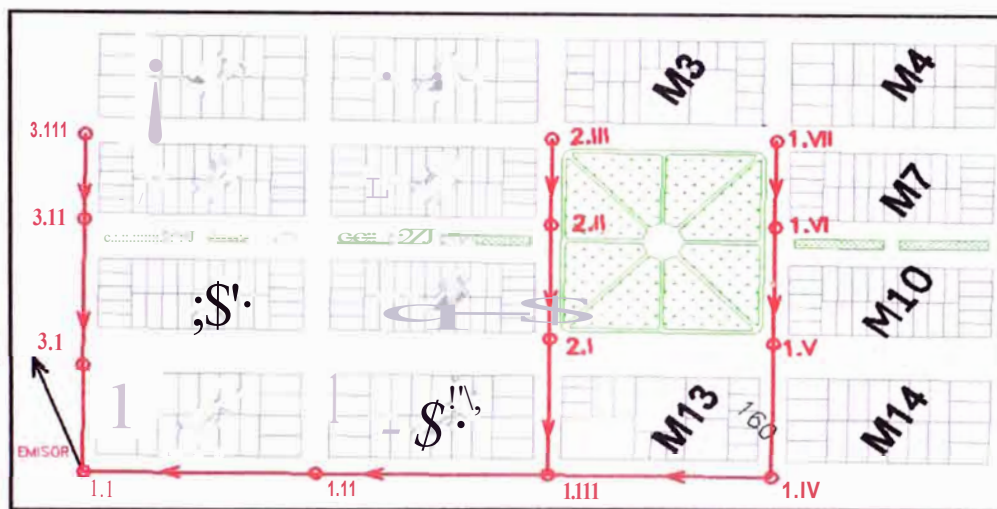 M3
M4
3.111
2.III
1.VII
M7
3.11
2.II
1.VI
M10
3.1
2.I
1.V
M13
160
M14
EMISOR
1.1
1.11
1.III
1.IV